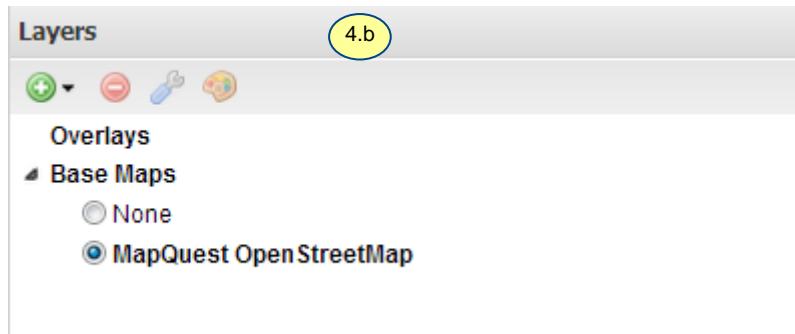 Layers
4.b
Overlays
Base Maps
None
MapQuest OpenStreetMap